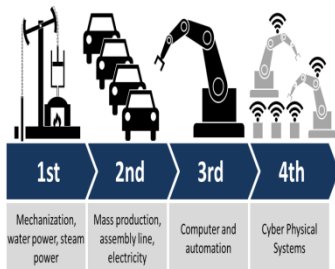 1st
2nd
3rd
4th
Mechanization,
water power, steam
power
Mass production,
assembly line,
electricity
Computer and
automation
Cyber Physical
Systems